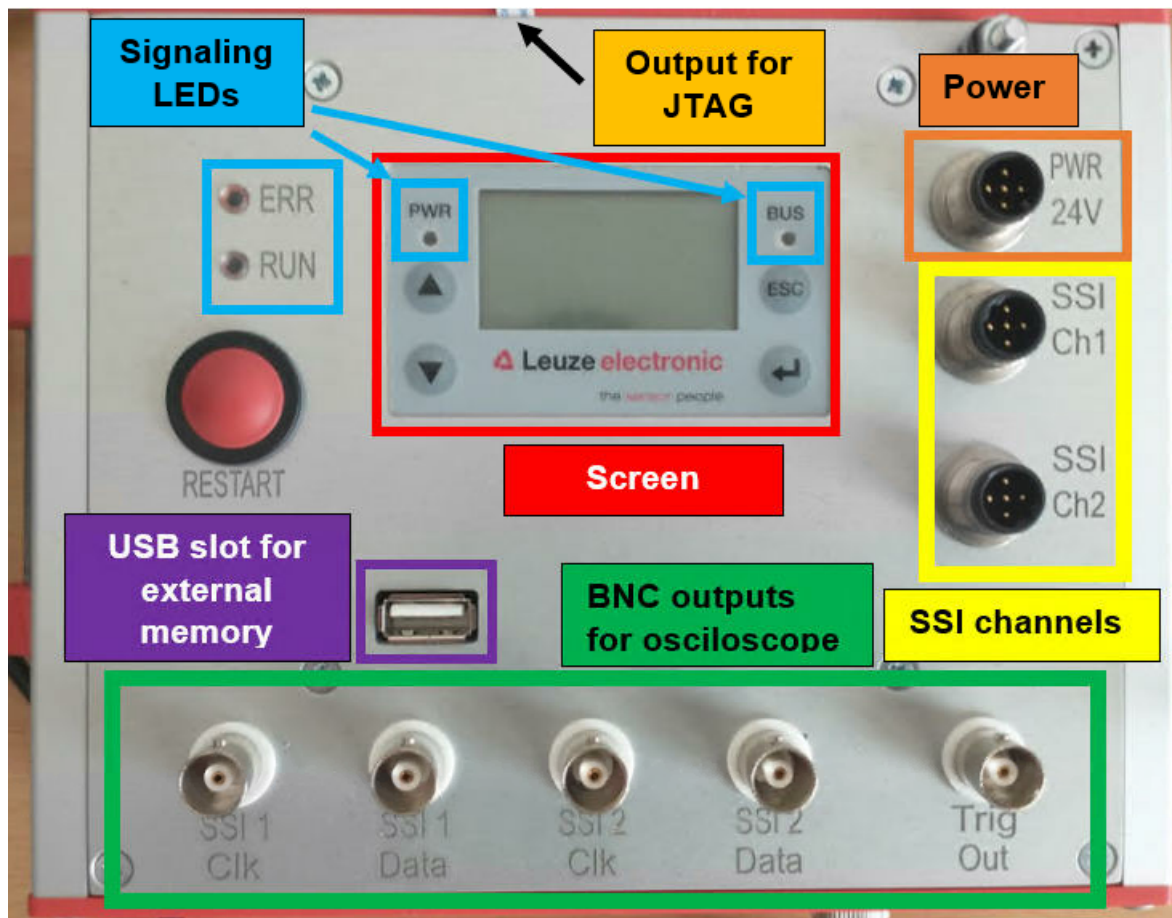 Signaling
LEDs
Output for
JTAG
Power
ERR
RUN
PWR
BUS
ESC
PWR
24V
SSI
Ch1
SSI
Ch2
Leuze electronic
the sensor people
RESTART
Screen
USB slot for
external
memory
BNC outputs
for osciloscope
SSI channels
SSI 1
Clk
SSI 1
Data
SSI 2
Clk
SSI 2
Data
Trig
Out